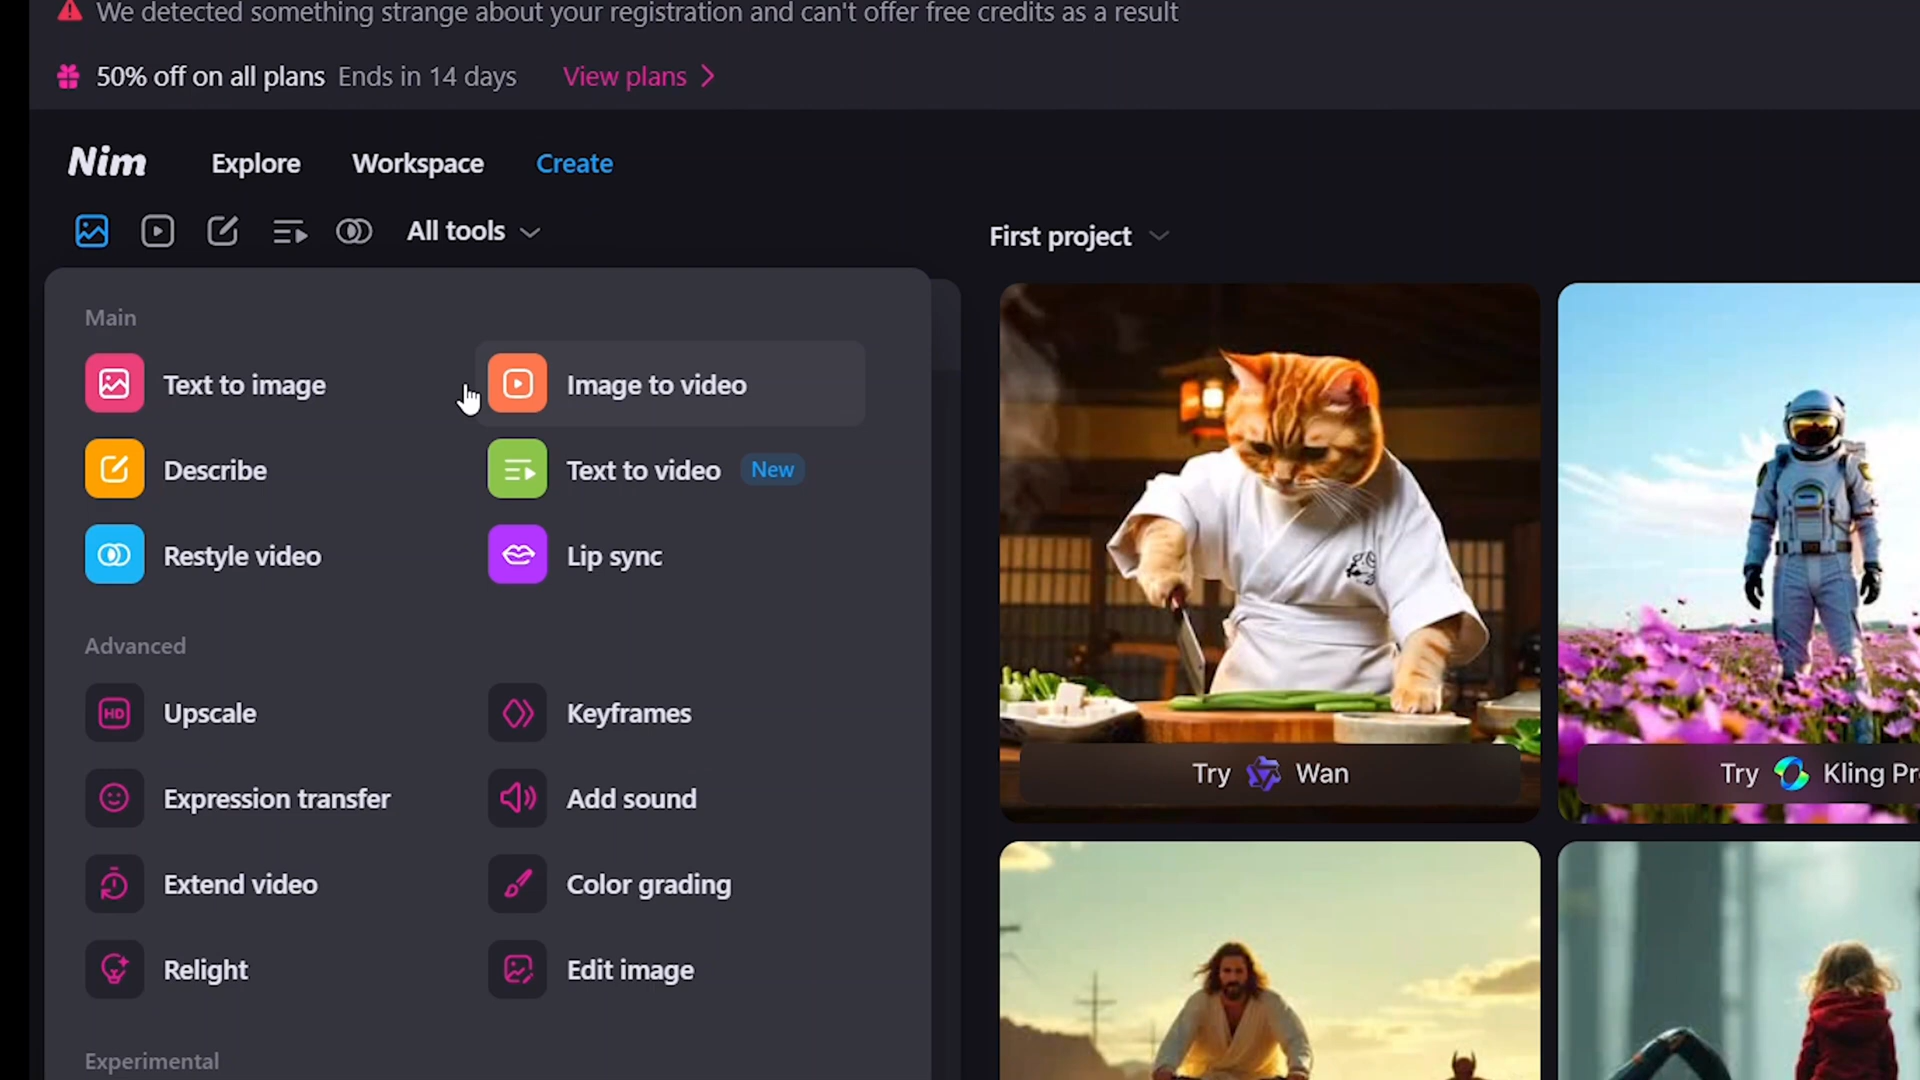 We detected something strange about your registration and can't offer free credits as a result
50% off on all plans Ends in 14 days View plans
Nim Explore Workspace Create
All tools
First project
Main
Text to image
Image to video
Describe
Text to video New
Restyle video
Lip sync
Advanced
Upscale
HD
Keyframes
Expression transfer
Add sound
Extend video
Color grading
Relight
Edit image
Experimental
Try Wan
Try Kling Pr